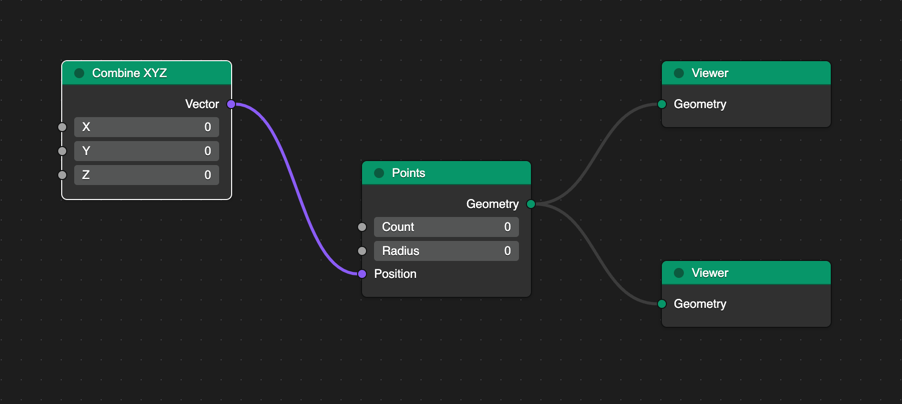 Combine XYZ
Vector
X 0
Y 0
Z 0
Points
Geometry
Count 0
Radius 0
Position
Viewer
Geometry
Viewer
Geometry